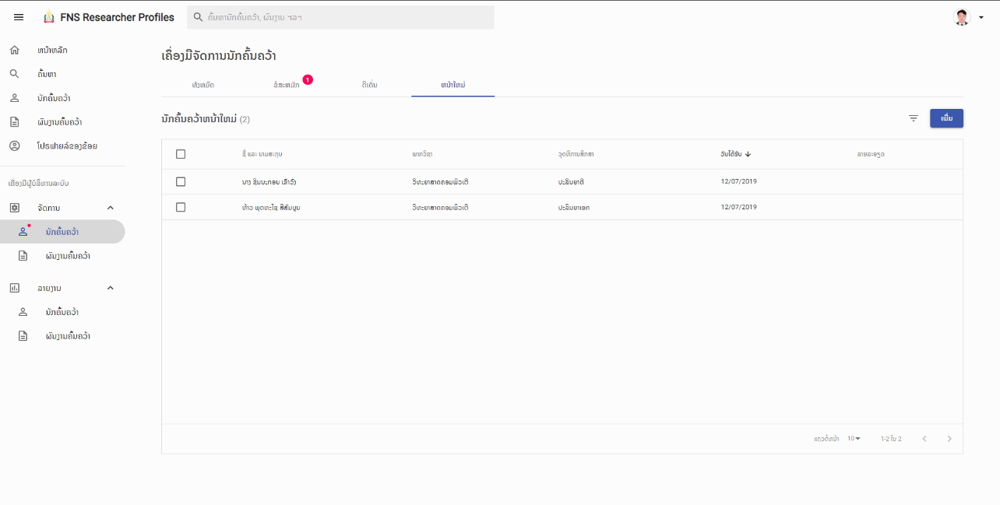 FNS Researcher Profiles
ຄົ້ນຫານັກຄົ້ນຄວ້າ, ຜົນງານ ຯລຯ
ໜ້າຫລັກ
ຄົ້ນຫາ
ນັກຄົ້ນຄວ້າ
ຜົນງານຄົ້ນຄວ້າ
ໂປຣຟາຍລ໌ຂອງຂ້ອຍ
ເຄື່ອງມືຜູ້ບໍລິຫານລະບົບ
ຈັດການ
ນັກຄົ້ນຄວ້າ
ຜົນງານຄົ້ນຄວ້າ
ລາຍງານ
ນັກຄົ້ນຄວ້າ
ຜົນງານຄົ້ນຄວ້າ
ເຄື່ອງມືຈັດການນັກຄົ້ນຄວ້າ
ທັງຫມົດ ຂໍສະຫມັກ 1 ດີເດັ່ນ ຫນ້າໃຫມ່
ນັກຄົ້ນຄວ້າຫນ້າໃຫມ່ (2)
ເພີ່ມ
ຊື່ ແລະ ນາມສະກຸນ ພາກວິຊາ ວຸດທິການສຶກສາ ວັນໄດ້ຮັບ ລາຍລະອຽດ
ນາງ ຊົນນະກອນ ເຮົາວົງ ວິທະຍາສາດຄອມພິວເຕີ ປະລິນຍາຕີ 12/07/2019
ທ້າວ ພຸດທະໄຊ ສີສົມບູນ ວິທະຍາສາດຄອມພິວເຕີ ປະລິນຍາເອກ 12/07/2019
ແຖວຕໍ່ຫນ້າ 10 1-2 ໃນ 2